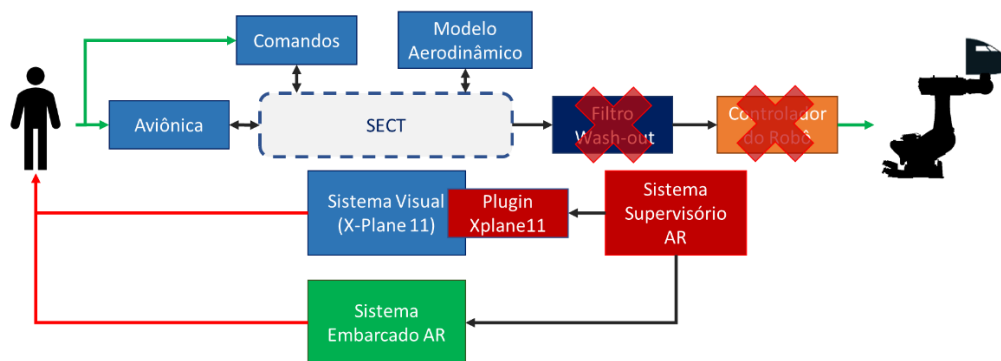 Comandos
Modelo
Aerodinâmico
Aviônica
SECT
Filtro
Wash-out
Controlador
do Robô
Sistema Visual
(X-Plane 11)
Plugin
Xplane11
Sistema
Supervisório
AR
Sistema
Embarcado AR